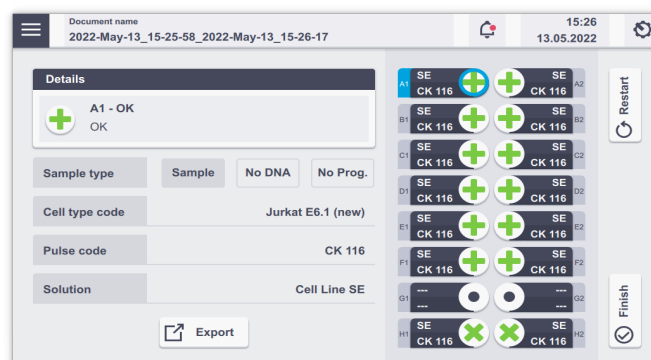 Document name
2022-May-13_15-25-58_2022-May-13_15-26-17
15:26
13.05.2022
Details
A1 - OK
OK
Sample type
Sample
No DNA
No Prog.
Cell type code
Jurkat E6.1 (new)
Pulse code
CK 116
Solution
Cell Line SE
Export
A1 SE SE A2
CK 116 CK 116
B1 SE SE B2
CK 116 CK 116
C1 SE SE C2
CK 116 CK 116
D1 SE SE D2
CK 116 CK 116
E1 SE SE E2
CK 116 CK 116
F1 SE SE F2
CK 116 CK 116
G1 --- --- G2
--- ---
H1 SE SE H2
CK 116 CK 116
Restart
Finish